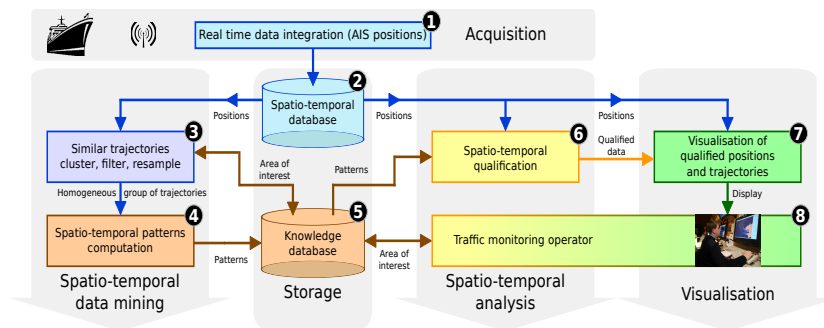 1
Real time data integration (AIS positions)
Acquisition
2
Spatio-temporal
database
Positions
Positions
Positions
3
Similar trajectories
cluster, filter, resample
Area of
interest
Patterns
6
Spatio-temporal
qualification
Qualified
data
7
Visualisation of
qualified positions
and trajectories
Homogeneous group of trajectories
Display
4
Spatio-temporal patterns
computation
Patterns
5
Knowledge
database
Area of
interest
Traffic monitoring operator
8
Spatio-temporal
data mining
Storage
Spatio-temporal
analysis
Visualisation